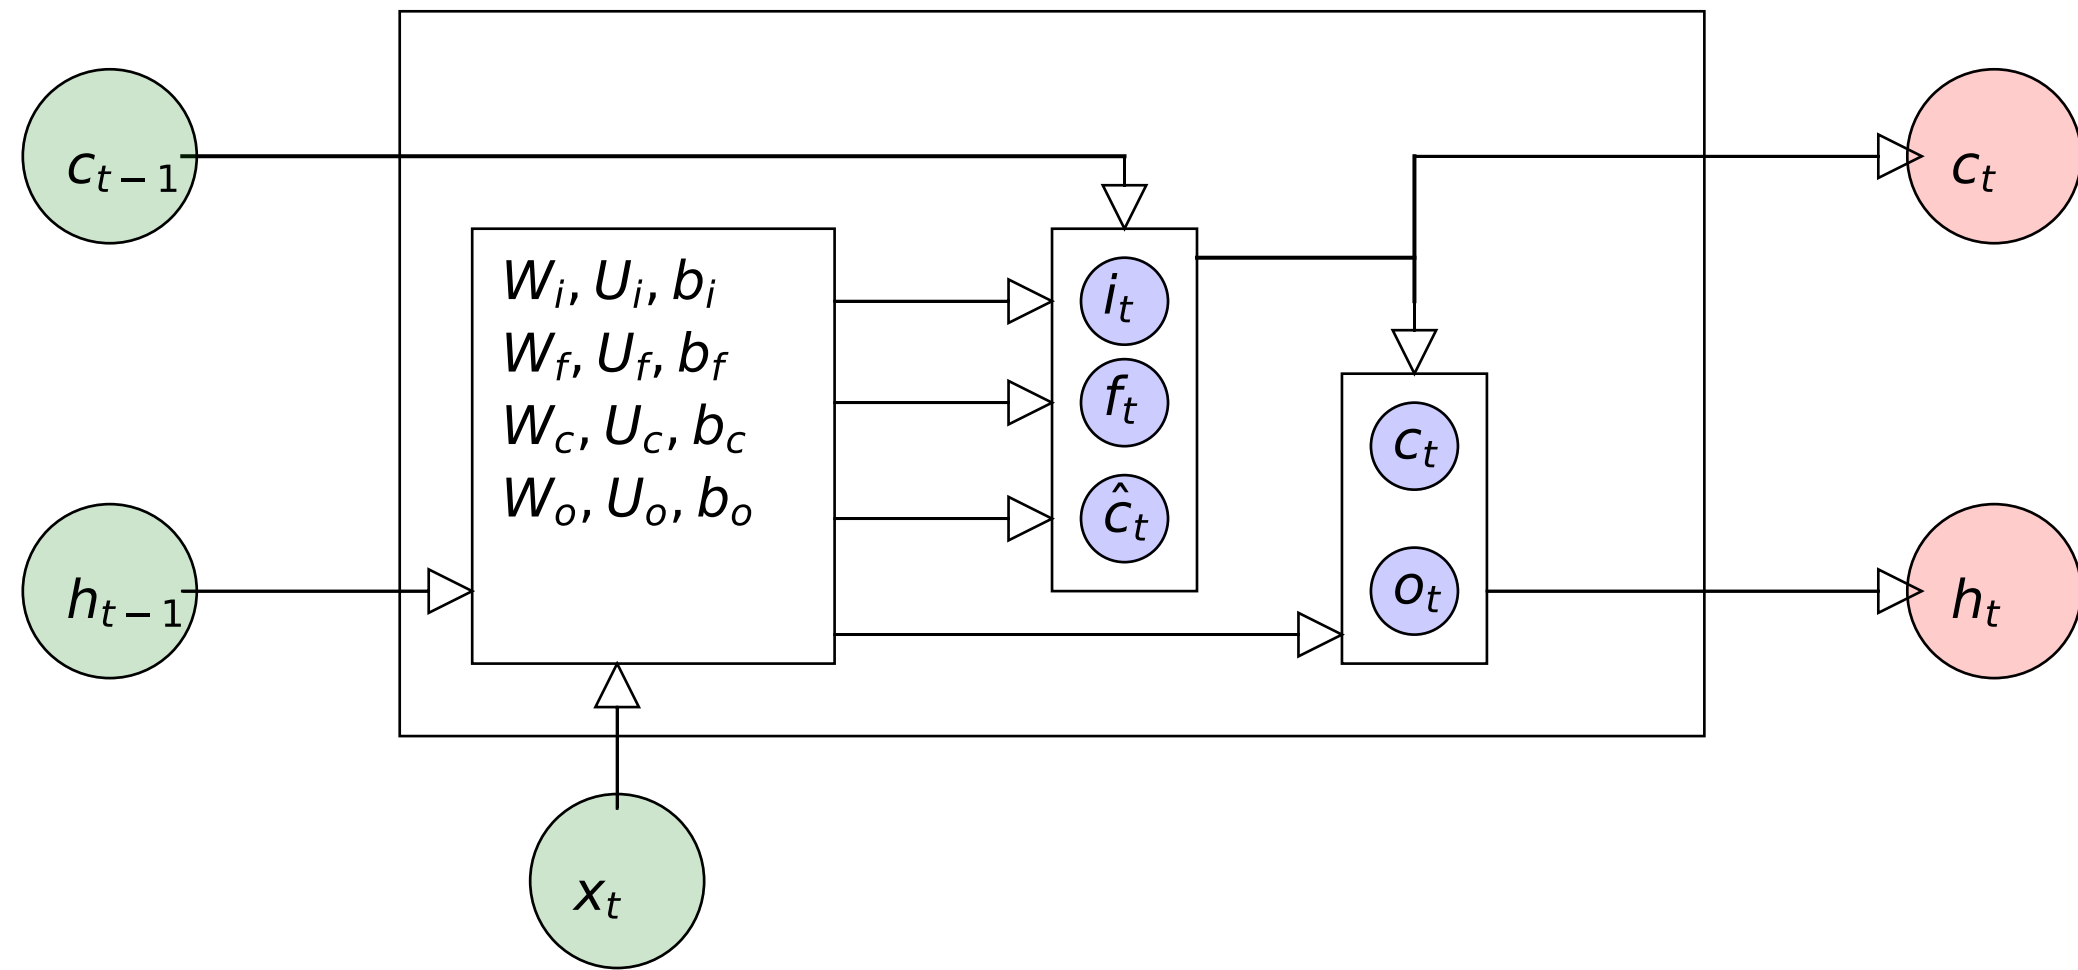 c_{t-1}
c_t
W_i, U_i, b_i
W_f, U_f, b_f
W_c, U_c, b_c
W_o, U_o, b_o
i_t
f_t
ĉ_t
c_t
o_t
h_{t-1}
h_t
x_t